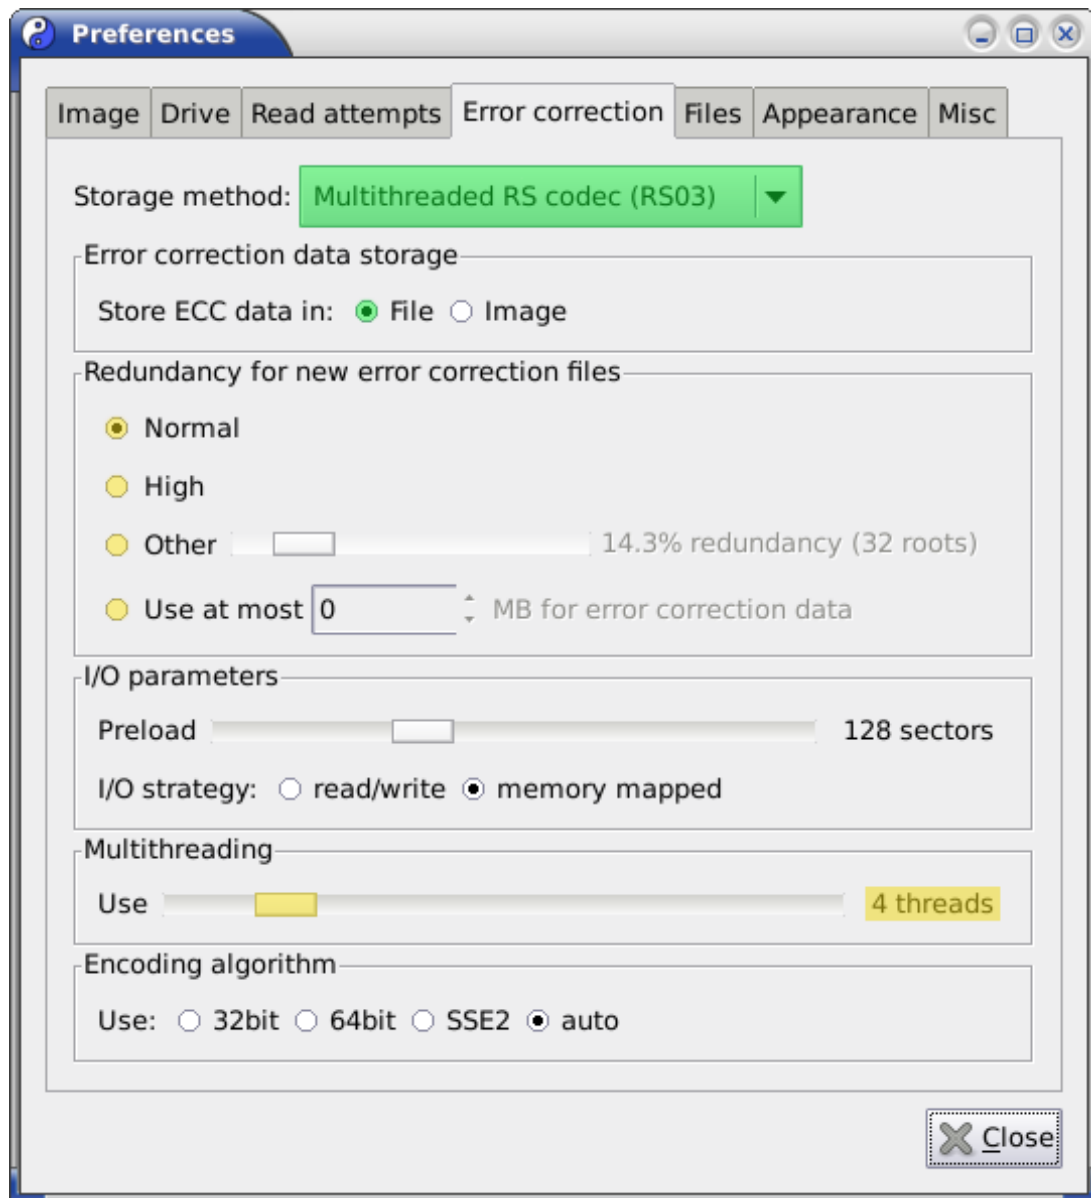 Preferences
Image Drive Read attempts Error correction Files Appearance Misc
Storage method: Multithreaded RS codec (RS03)
Error correction data storage
Store ECC data in: File Image
Redundancy for new error correction files
Normal
High
Other 14.3% redundancy (32 roots)
Use at most 0 MB for error correction data
I/O parameters
Preload 128 sectors
I/O strategy: read/write memory mapped
Multithreading
Use 4 threads
Encoding algorithm
Use: 32bit 64bit SSE2 auto
Close